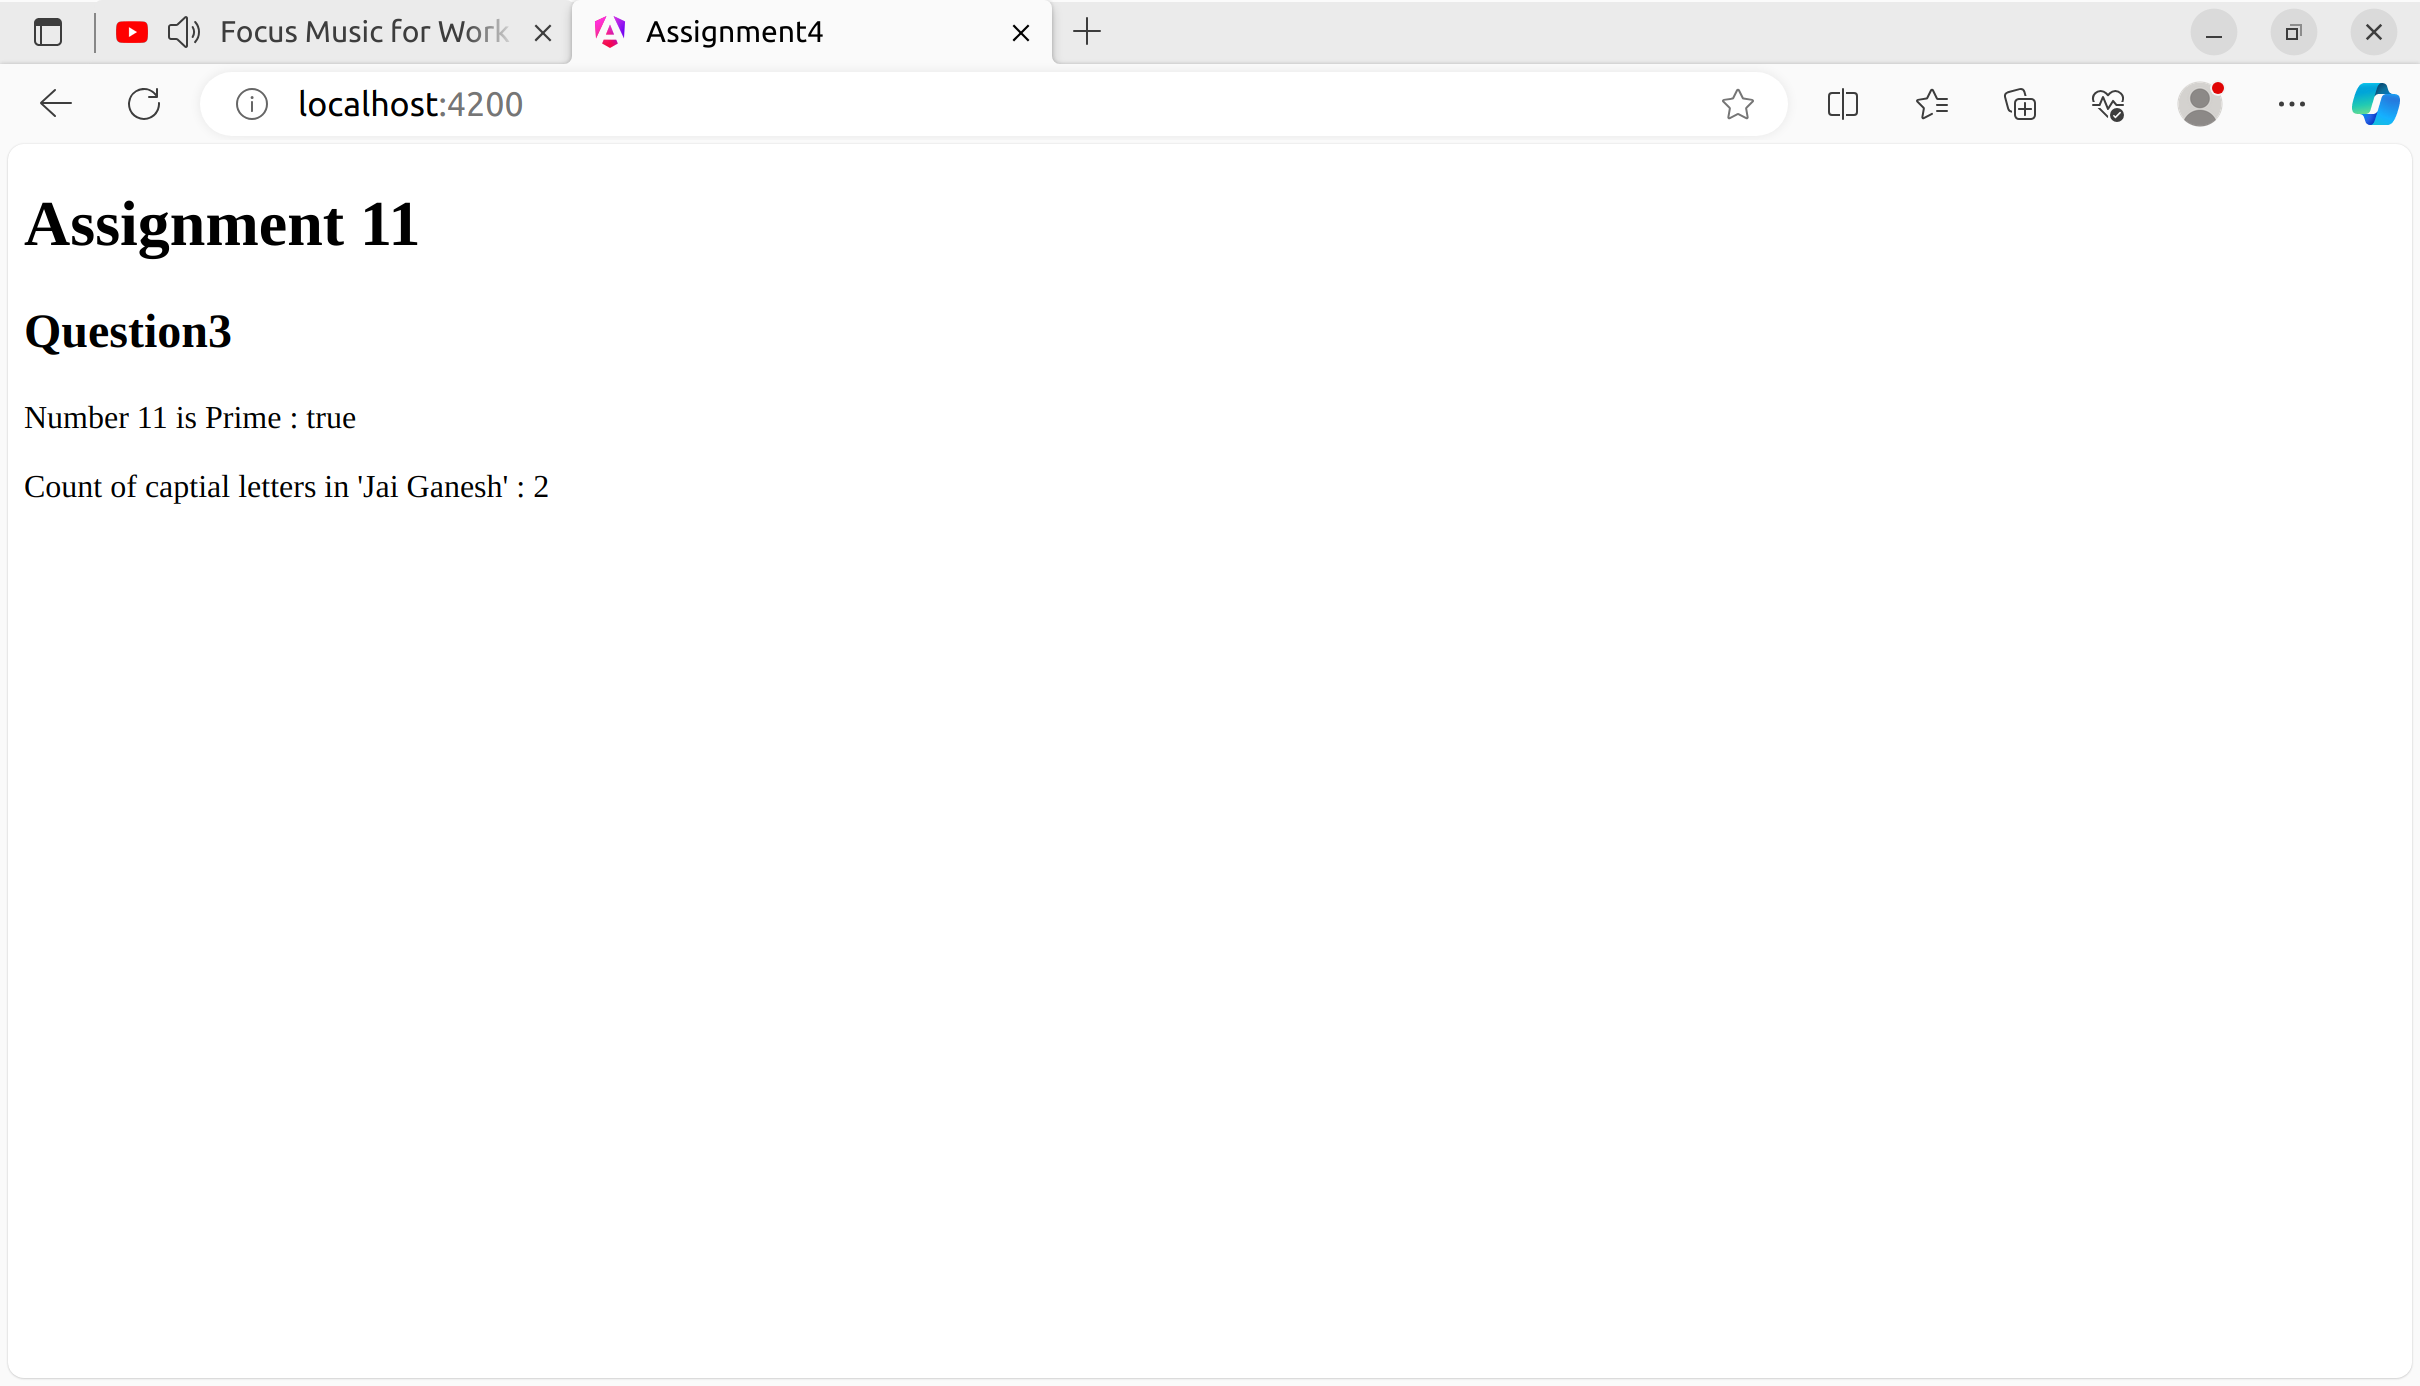 Focus Music for Work
Assignment4
localhost:4200
Assignment 11
Question3
Number 11 is Prime : true
Count of captial letters in 'Jai Ganesh' : 2